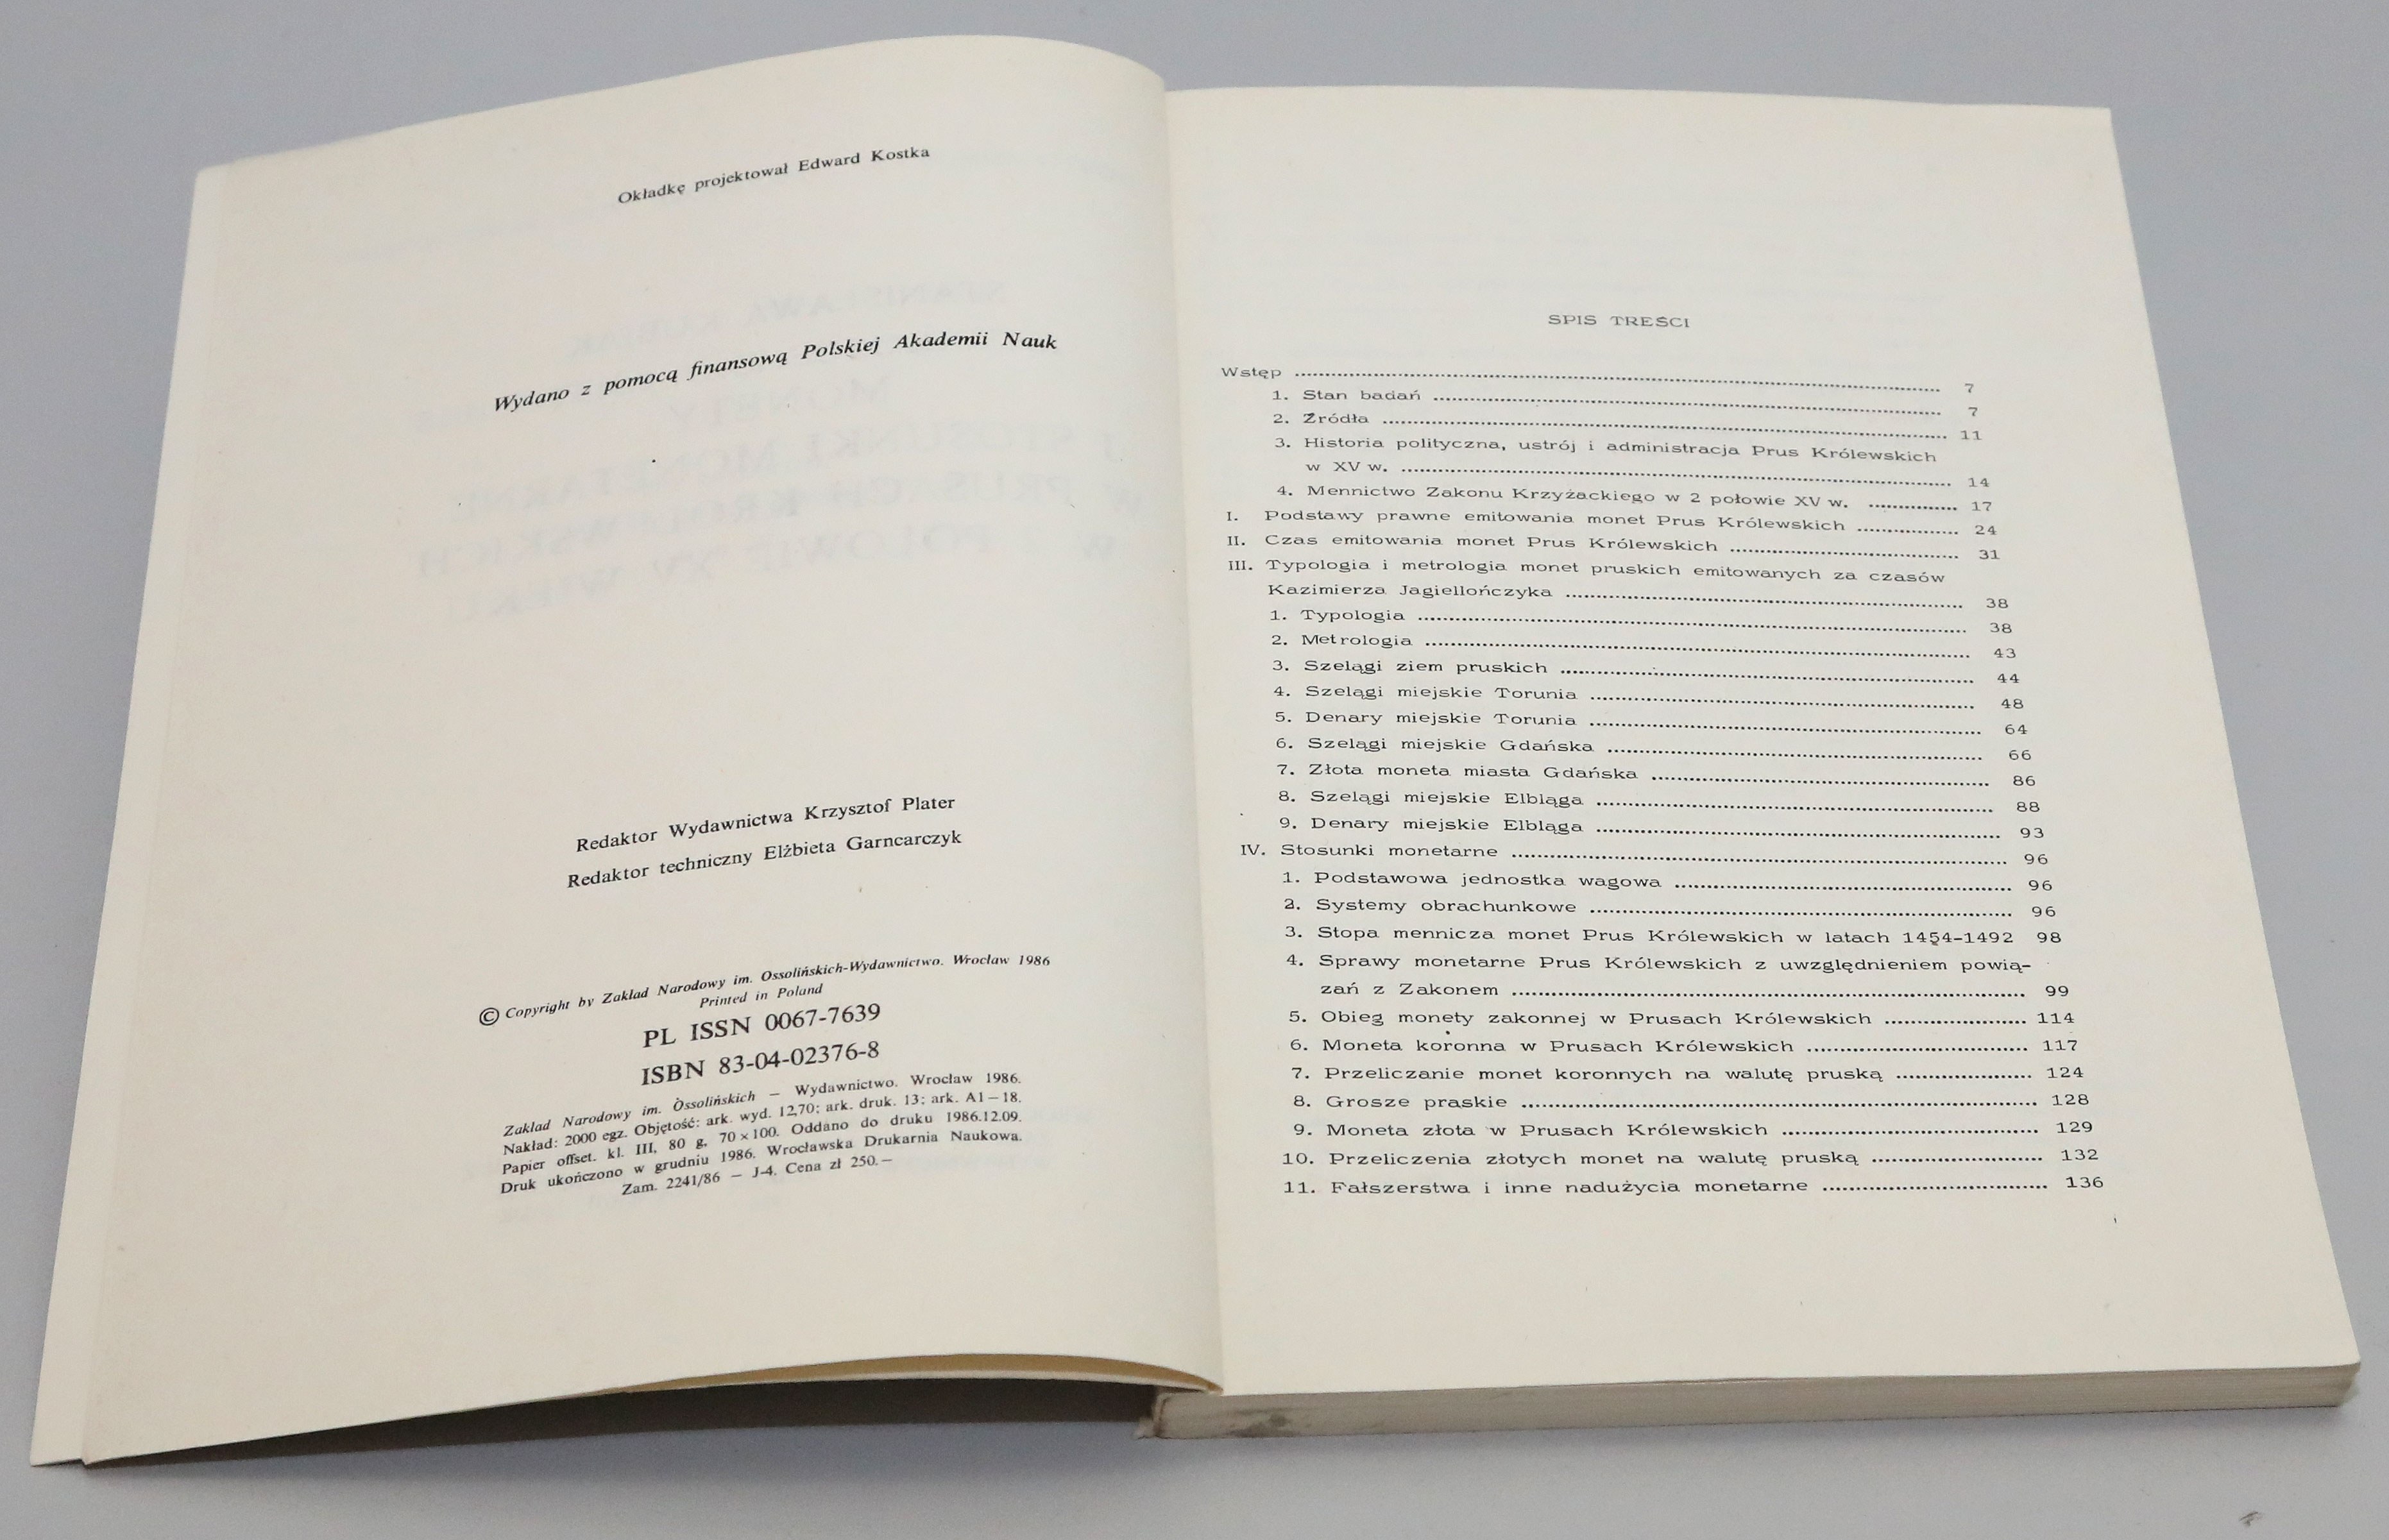 Okładkę projektował Edward Kostka
Wydano z pomocą finansową Polskiej Akademii Nauk
Redaktor Wydawnictwa Krzysztof Plater
Redaktor techniczny Elżbieta Garncarczyk
© Copyright by Zakład Narodowy im. Ossolińskich-Wydawnictwo. Wrocław 1986
Printed in Poland
PL ISSN 0067-7639
ISBN 83-04-02376-8
Zakład Narodowy im. Ossolińskich — Wydawnictwo. Wrocław 1986.
Nakład: 2000 egz. Objętość: ark. wyd. 12,70; ark. druk. 13; ark. A1–18.
Papier offset. kl. III, 80 g, 70×100. Oddano do druku 1986.12.09.
Druk ukończono w grudniu 1986. Wrocławska Drukarnia Naukowa.
Zam. 2241/86 — J-4. Cena zł 250.—
SPIS TREŚCI
Wstęp ........ 7
1. Stan badań ........ 7
2. Źródła ........ 11
3. Historia polityczna, ustrój i administracja Prus Królewskich
w XV w. ........ 14
4. Mennictwo Zakonu Krzyżackiego w 2 połowie XV w. ........ 17
I. Podstawy prawne emitowania monet Prus Królewskich ........ 24
II. Czas emitowania monet Prus Królewskich ........ 31
III. Typologia i metrologia monet pruskich emitowanych za czasów
Kazimierza Jagiellończyka ........ 38
1. Typologia ........ 38
2. Metrologia ........ 43
3. Szelągi ziem pruskich ........ 44
4. Szelągi miejskie Torunia ........ 48
5. Denary miejskie Torunia ........ 64
6. Szelągi miejskie Gdańska ........ 66
7. Złota moneta miasta Gdańska ........ 86
8. Szelągi miejskie Elbląga ........ 88
9. Denary miejskie Elbląga ........ 93
IV. Stosunki monetarne ........ 96
1. Podstawowa jednostka wagowa ........ 96
2. Systemy obrachunkowe ........ 96
3. Stopa mennicza monet Prus Królewskich w latach 1454-1492 98
4. Sprawy monetarne Prus Królewskich z uwzględnieniem powią-
zań z Zakonem ........ 99
5. Obieg monety zakonnej w Prusach Królewskich ........ 114
6. Moneta koronna w Prusach Królewskich ........ 117
7. Przeliczanie monet koronnych na walutę pruską ........ 124
8. Grosze praskie ........ 128
9. Moneta złota w Prusach Królewskich ........ 129
10. Przeliczenia złotych monet na walutę pruską ........ 132
11. Fałszerstwa i inne nadużycia monetarne ........ 136